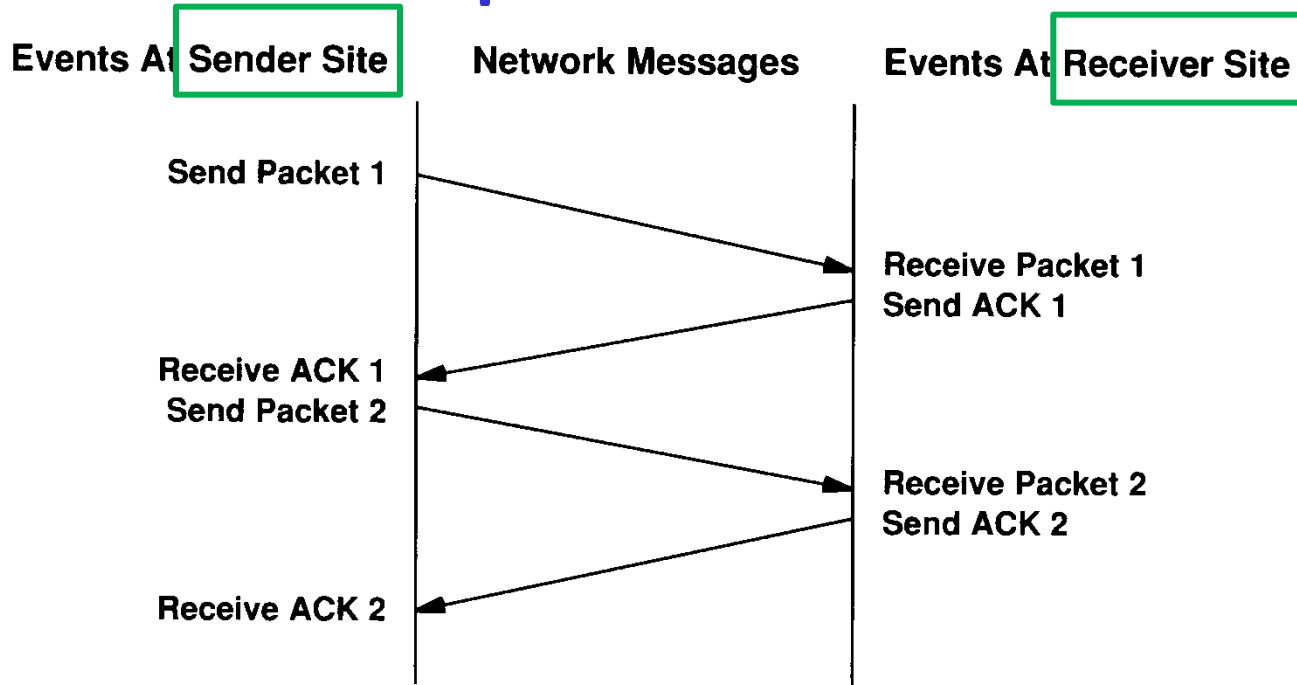 Events At Sender Site Network Messages Events At Receiver Site
Send Packet 1
Receive Packet 1
Send ACK 1
Receive ACK 1
Send Packet 2
Receive Packet 2
Send ACK 2
Receive ACK 2